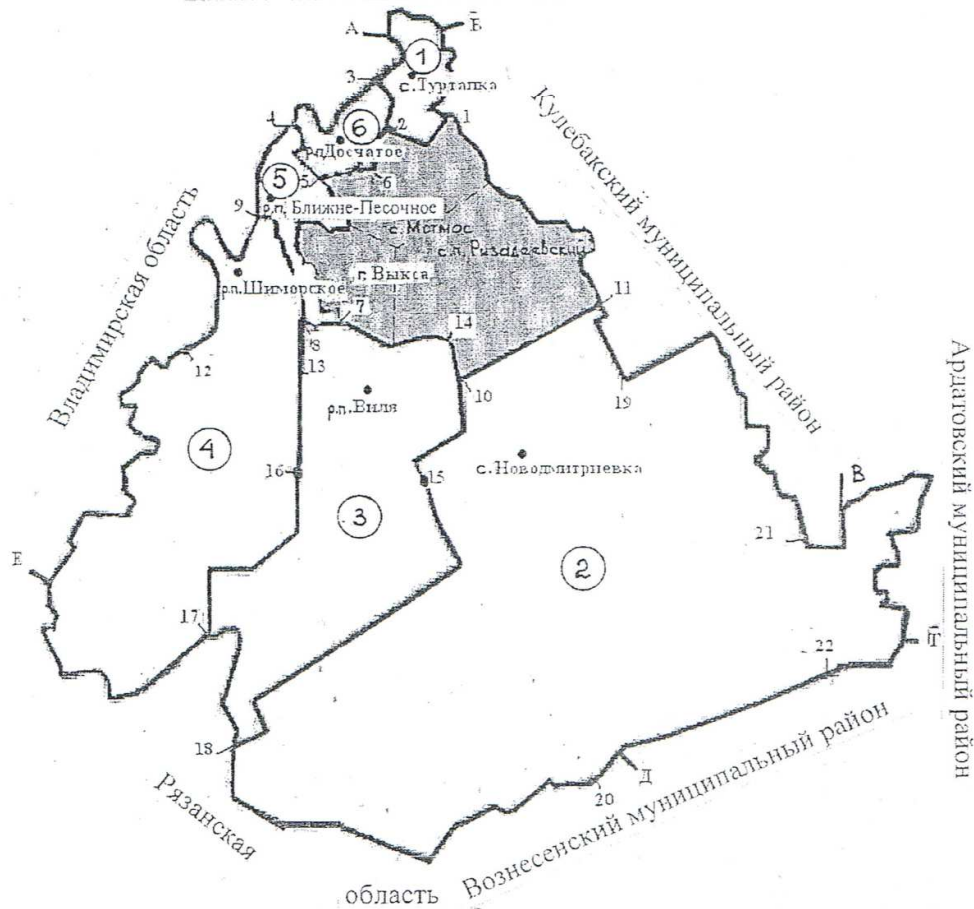 А
Б
1
с. Туртапка
3
1
4
6
2
р.п. Досчатое
5
6
5
р.п. Ближне-Песочное
9
с. Мотмос
с.п. Ризадеевский
г. Выкса
р.п. Шиморское
7
8
14
11
12
13
10
19
р.п. Виля
4
16
15
с. Новодмитриевка
В
3
21
2
Е
17
22
Г
18
Д
20
Кулебакский муниципальный район
Владимирская область
Ардатовский муниципальный район
Рязанская
область
Вознесенский муниципальный район